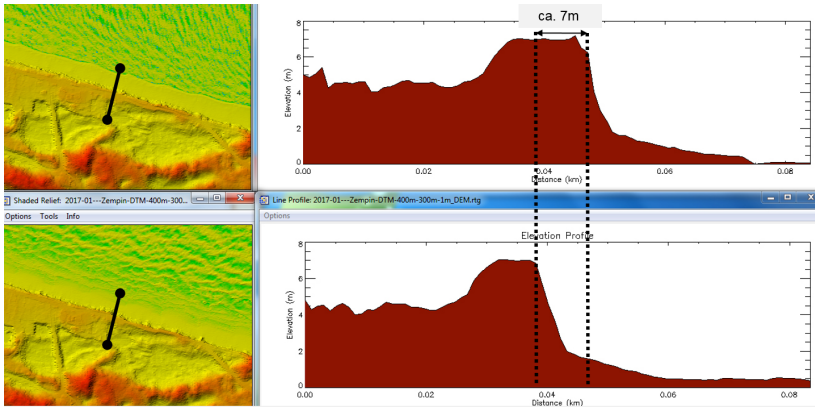 ca. 7m
8
6
4
2
0
Elevation (m)
0.00
0.02
0.04
0.06
0.08
Distance (km)
Shaded Relief: 2017-01---Zempin-DTM-400m-300...
Options Tools Info
Line Profile: 2017-01---Zempin-DTM-400m-300m-1m_DEM.rtg
Options
Elevation Profile
8
6
4
2
0
Elevation (m)
0.00
0.02
0.04
0.06
0.08
Distance (km)